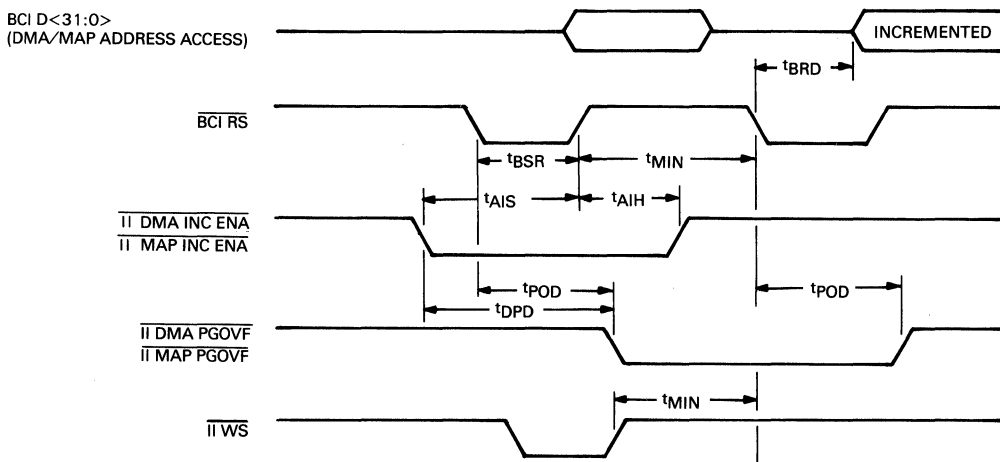 BCI D<31:0>
(DMA/MAP ADDRESS ACCESS)
INCREMENTED
tBRD
BCI RS
tBSR
tMIN
tAIS
tAIH
II DMA INC ENA
II MAP INC ENA
tPOD
tPOD
tDPD
II DMA PGOVF
II MAP PGOVF
tMIN
II WS